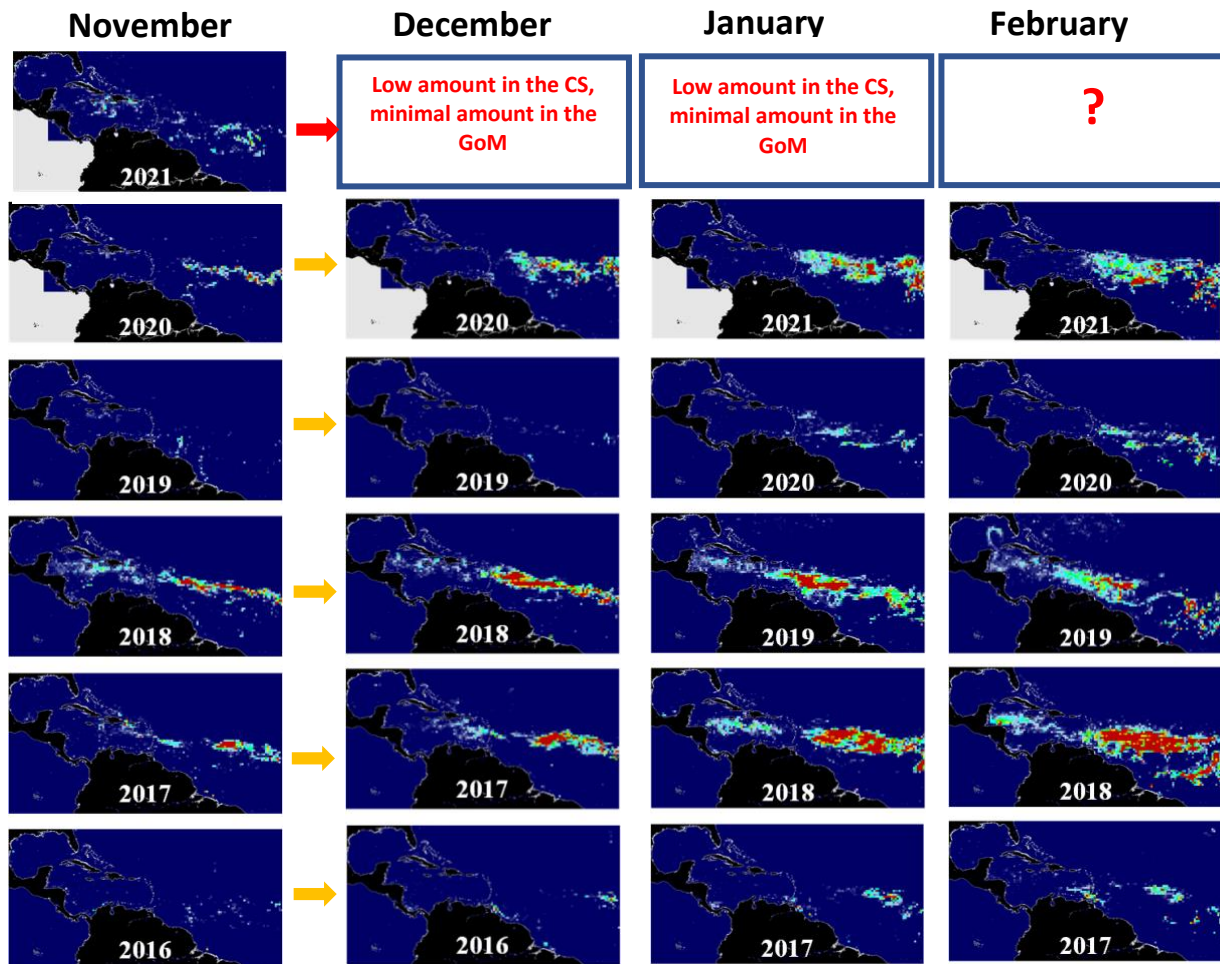 November December January February
Low amount in the CS,
minimal amount in the
GoM
Low amount in the CS,
minimal amount in the
GoM
?
2021
2020 2020 2021 2021
2019 2019 2020 2020
2018 2018 2019 2019
2017 2017 2018 2018
2016 2016 2017 2017